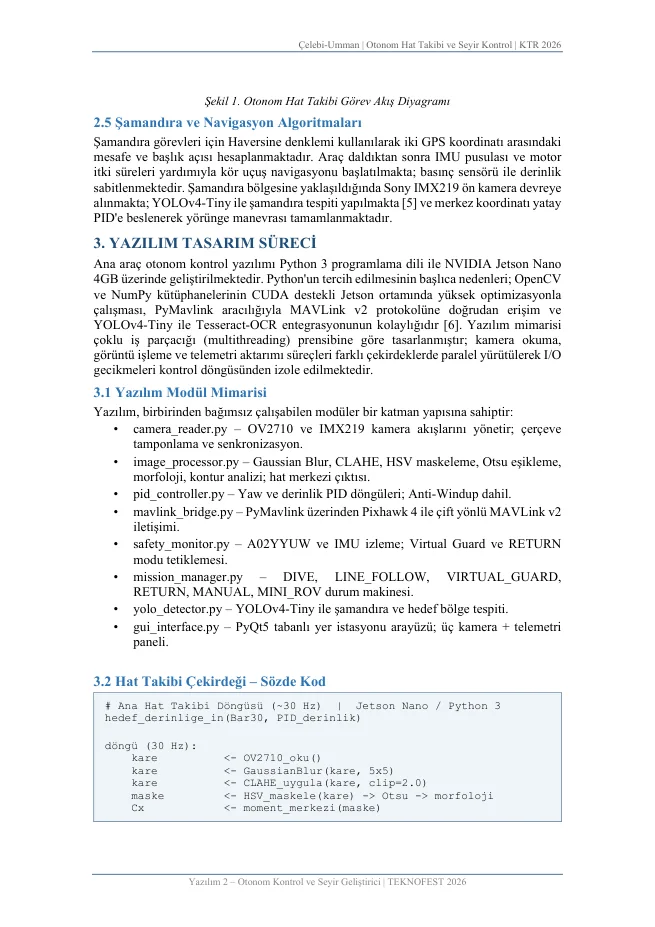 Çelebi-Umman | Otonom Hat Takibi ve Seyir Kontrol | KTR 2026
Şekil 1. Otonom Hat Takibi Görev Akış Diyagramı
2.5 Şamandıra ve Navigasyon Algoritmaları
Şamandıra görevleri için Haversine denklemi kullanılarak iki GPS koordinatı arasındaki
mesafe ve başlık açısı hesaplanmaktadır. Araç daldıktan sonra IMU pusulası ve motor
itki süreleri yardımıyla kör uçuş navigasyonu başlatılmakta; basınç sensörü ile derinlik
sabitlenmektedir. Şamandıra bölgesine yaklaşıldığında Sony IMX219 ön kamera devreye
alınmakta; YOLOv4-Tiny ile şamandıra tespiti yapılmakta [5] ve merkez koordinatı yatay
PID'e beslenerek yörünge manevrası tamamlanmaktadır.
3. YAZILIM TASARIM SÜRECİ
Ana araç otonom kontrol yazılımı Python 3 programlama dili ile NVIDIA Jetson Nano
4GB üzerinde geliştirilmektedir. Python'un tercih edilmesinin başlıca nedenleri; OpenCV
ve NumPy kütüphanelerinin CUDA destekli Jetson ortamında yüksek optimizasyonla
çalışması, PyMavlink aracılığıyla MAVLink v2 protokolüne doğrudan erişim ve
YOLOv4-Tiny ile Tesseract-OCR entegrasyonunun kolaylığıdır [6]. Yazılım mimarisi
çoklu iş parçacığı (multithreading) prensibine göre tasarlanmıştır; kamera okuma,
görüntü işleme ve telemetri aktarımı süreçleri farklı çekirdeklerde paralel yürütülerek I/O
gecikmeleri kontrol döngüsünden izole edilmektedir.
3.1 Yazılım Modül Mimarisi
Yazılım, birbirinden bağımsız çalışabilen modüler bir katman yapısına sahiptir:
• camera_reader.py – OV2710 ve IMX219 kamera akışlarını yönetir; çerçeve
tamponlama ve senkronizasyon.
• image_processor.py – Gaussian Blur, CLAHE, HSV maskeleme, Otsu eşikleme,
morfoloji, kontur analizi; hat merkezi çıktısı.
• pid_controller.py – Yaw ve derinlik PID döngüleri; Anti-Windup dahil.
• mavlink_bridge.py – PyMavlink üzerinden Pixhawk 4 ile çift yönlü MAVLink v2
iletişimi.
• safety_monitor.py – A02YYUW ve IMU izleme; Virtual Guard ve RETURN
modu tetiklemesi.
• mission_manager.py – DIVE, LINE_FOLLOW, VIRTUAL_GUARD,
RETURN, MANUAL, MINI_ROV durum makinesi.
• yolo_detector.py – YOLOv4-Tiny ile şamandıra ve hedef bölge tespiti.
• gui_interface.py – PyQt5 tabanlı yer istasyonu arayüzü; üç kamera + telemetri
paneli.
3.2 Hat Takibi Çekirdeği – Sözde Kod
# Ana Hat Takibi Döngüsü (~30 Hz) | Jetson Nano / Python 3
hedef_derinlige_in(Bar30, PID_derinlik)
döngü (30 Hz):
kare <- OV2710_oku()
kare <- GaussianBlur(kare, 5x5)
kare <- CLAHE_uygula(kare, clip=2.0)
maske <- HSV_maskele(kare) -> Otsu -> morfoloji
Cx <- moment_merkezi(maske)
Yazılım 2 – Otonom Kontrol ve Seyir Geliştirici | TEKNOFEST 2026